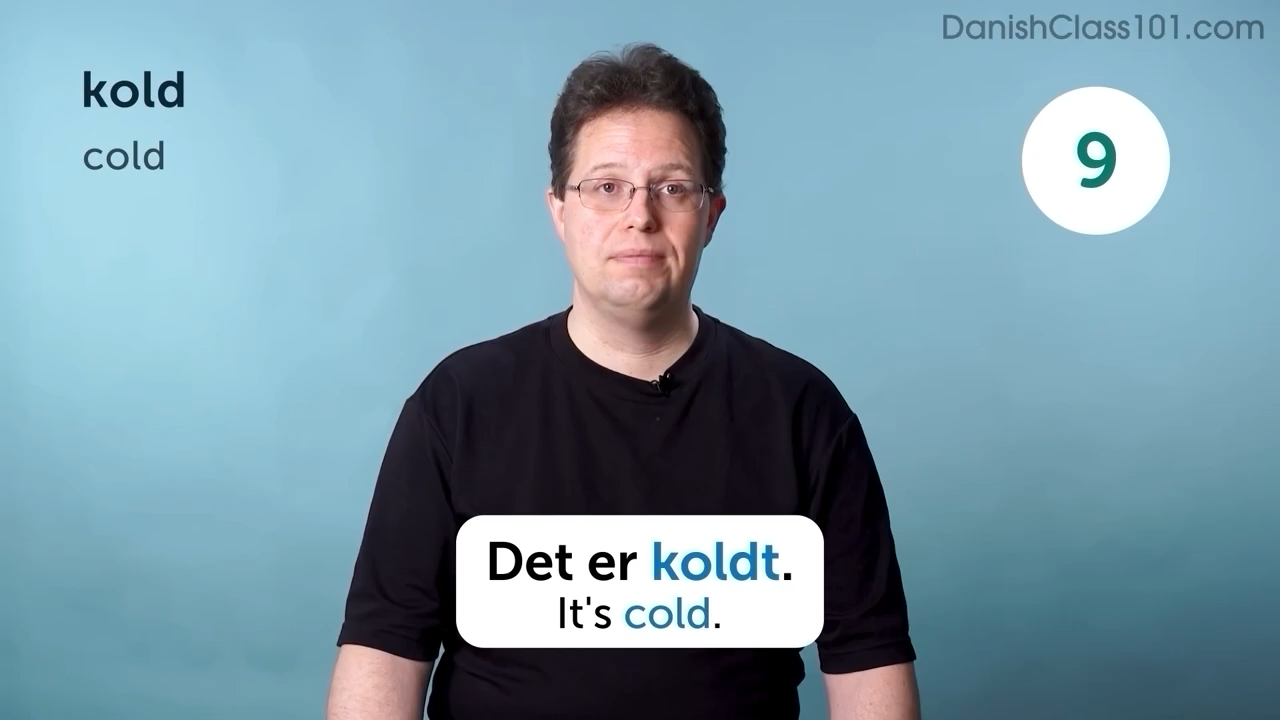 DanishClass101.com
kold
cold
9
Det er koldt.
It's cold.